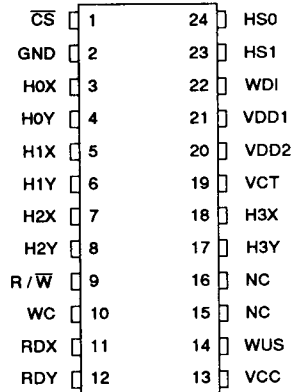 C̅S̅ 1 24 HS0
GND 2 23 HS1
H0X 3 22 WDI
H0Y 4 21 VDD1
H1X 5 20 VDD2
H1Y 6 19 VCT
H2X 7 18 H3X
H2Y 8 17 H3Y
R / W̅ 9 16 NC
WC 10 15 NC
RDX 11 14 WUS
RDY 12 13 VCC